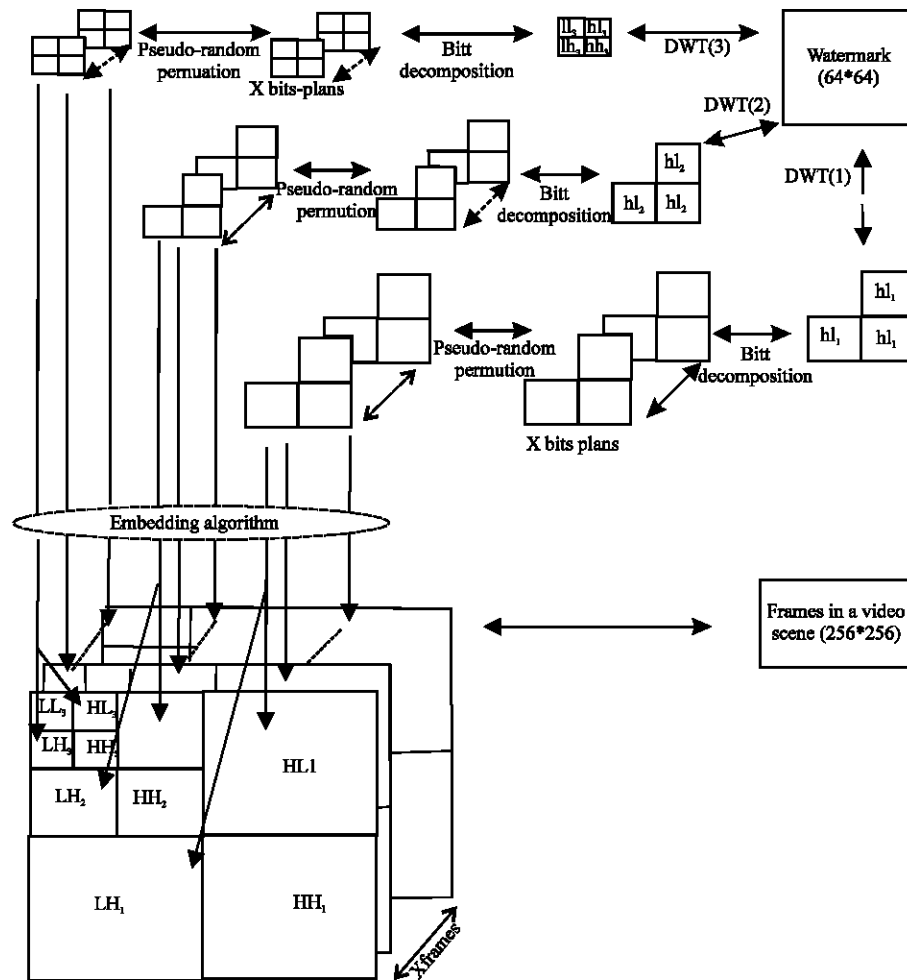 ll₃ hl₃
lh₃ hh₃
DWT(3)
Watermark
(64*64)
Pseudo-random
pernuation
Bitt
decomposition
X bits-plans
DWT(2)
hl₂
hl₂ hl₂
DWT(1)
Pseudo-random
permution
Bitt
decomposition
hl₁
hl₁ hl₁
Pseudo-random
permution
Bitt
decomposition
X bits plans
Embedding algorithm
Frames in a video
scene (256*256)
LL₃ HL₃
LH₃ HH₃
HL1
LH₂ HH₂
LH₁ HH₁
Xframes